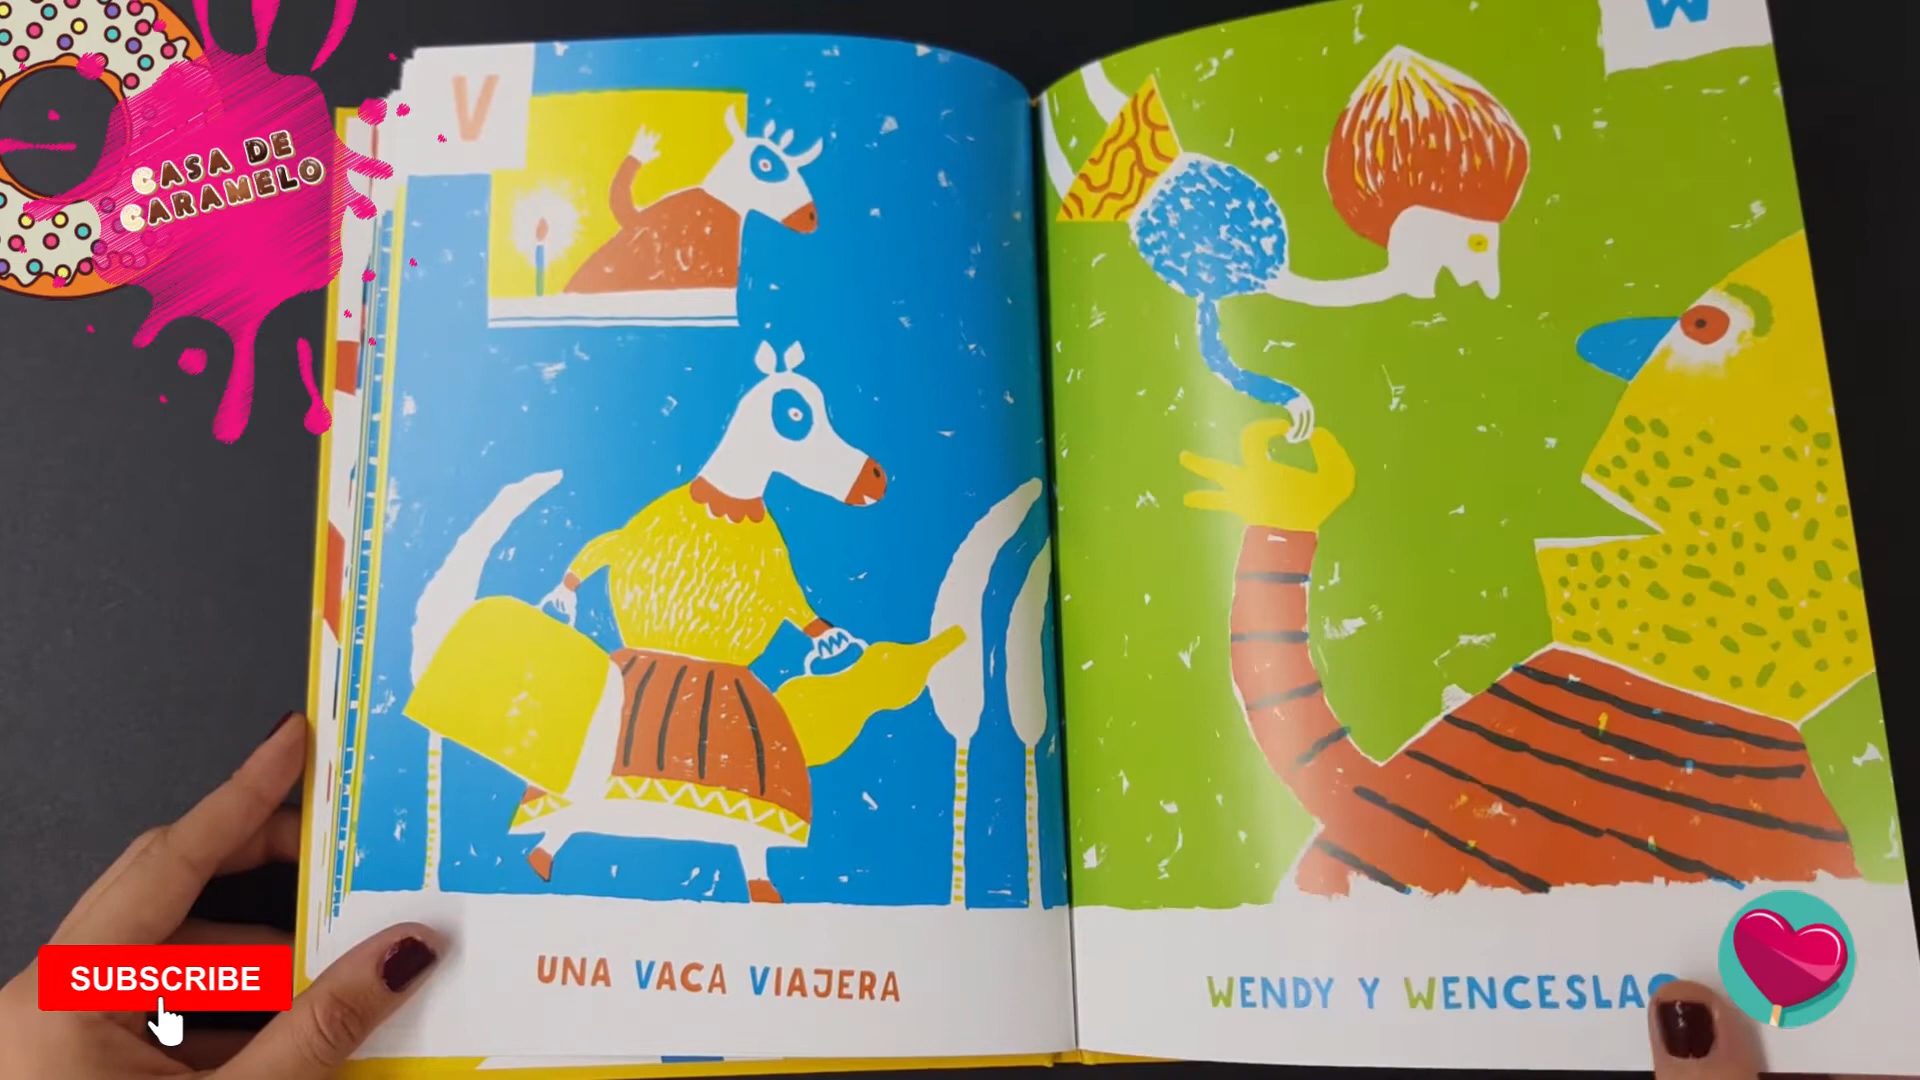 CASA DE
CARAMELO
V
W
UNA VACA VIAJERA
WENDY Y WENCESLAO
SUBSCRIBE